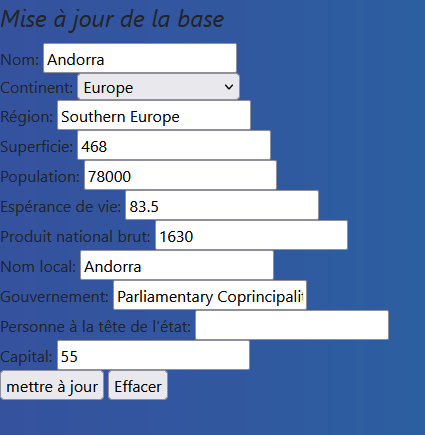 Mise à jour de la base
Nom: Andorra
Continent: Europe
Région: Southern Europe
Superficie: 468
Population: 78000
Espérance de vie: 83.5
Produit national brut: 1630
Nom local: Andorra
Gouvernement: Parliamentary Coprincipalit
Personne à la tête de l'état:
Capital: 55
mettre à jour Effacer